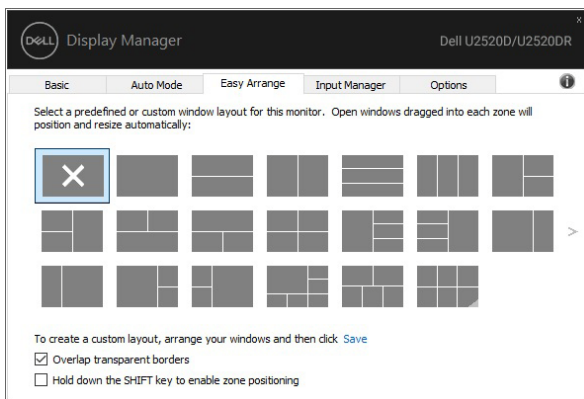 x
DELL Display Manager Dell U2520D/U2520DR
Basic Auto Mode Easy Arrange Input Manager Options i
Select a predefined or custom window layout for this monitor. Open windows dragged into each zone will
position and resize automatically:
>
To create a custom layout, arrange your windows and then click Save
Overlap transparent borders
Hold down the SHIFT key to enable zone positioning